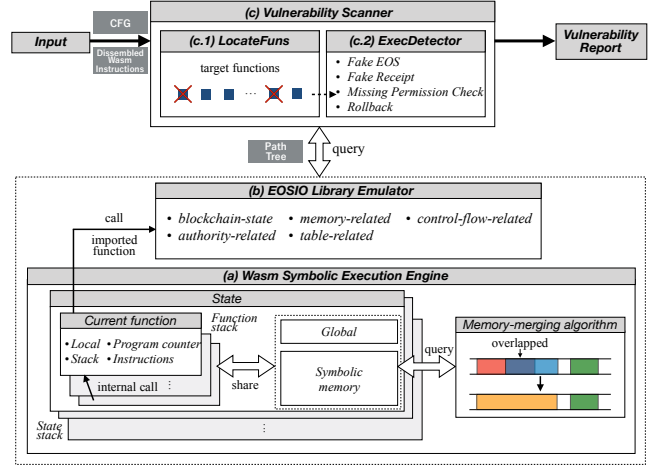 (c) Vulnerability Scanner
CFG
Input
Dissembled
Wasm
Instructions
(c.1) LocateFuns
target functions
...
(c.2) ExecDetector
• Fake EOS
• Fake Receipt
• Missing Permission Check
• Rollback
Vulnerability
Report
Path
Tree
query
(b) EOSIO Library Emulator
• blockchain-state • memory-related • control-flow-related
• authority-related • table-related
call
imported
function
(a) Wasm Symbolic Execution Engine
State
Current function
Function
stack
• Local • Program counter
• Stack • Instructions
internal call
⋮
share
Global
Symbolic
memory
query
Memory-merging algorithm
overlapped
State
stack
⋮